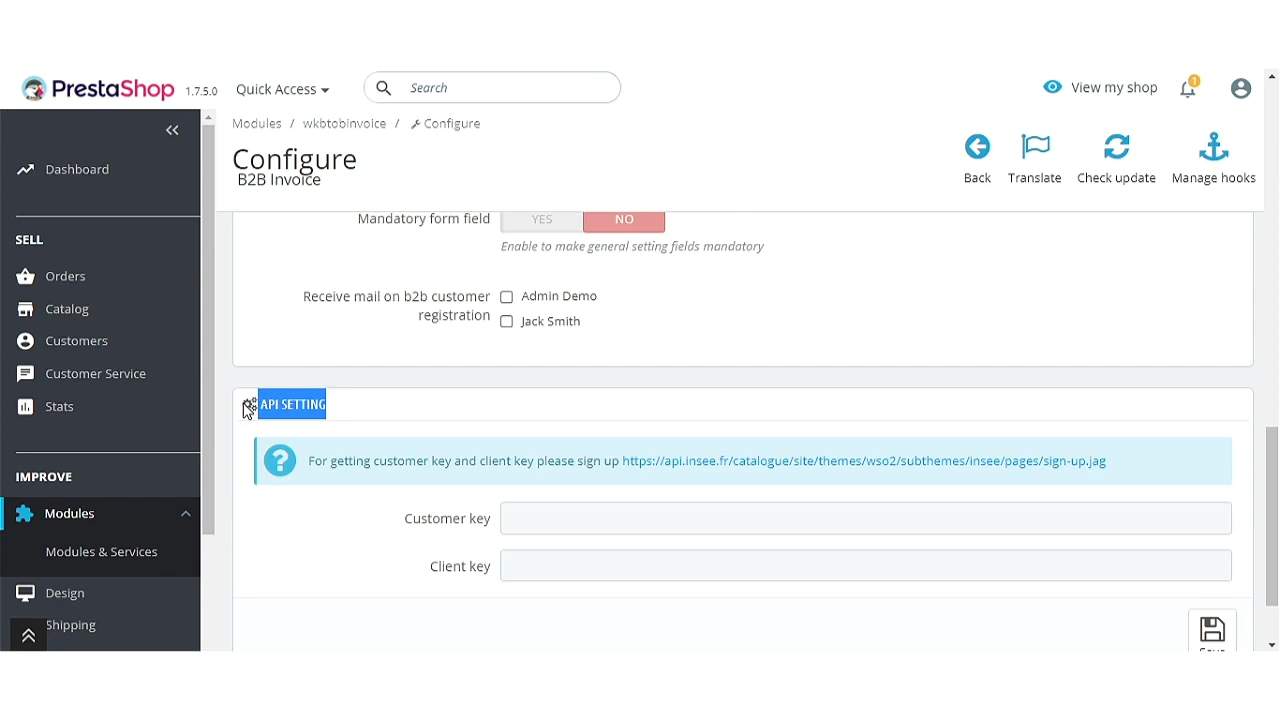 PrestaShop 1.7.5.0 Quick Access Search View my shop 1
Modules / wkbtobinvoice / Configure
Configure
B2B Invoice
Back Translate Check update Manage hooks
Dashboard
SELL
Orders
Catalog
Customers
Customer Service
Stats
IMPROVE
Modules
Modules & Services
Design
Shipping
Mandatory form field YES NO
Enable to make general setting fields mandatory
Receive mail on b2b customer registration
Admin Demo
Jack Smith
API SETTING
For getting customer key and client key please sign up https://api.insee.fr/catalogue/site/themes/wso2/subthemes/insee/pages/sign-up.jag
Customer key
Client key
Save